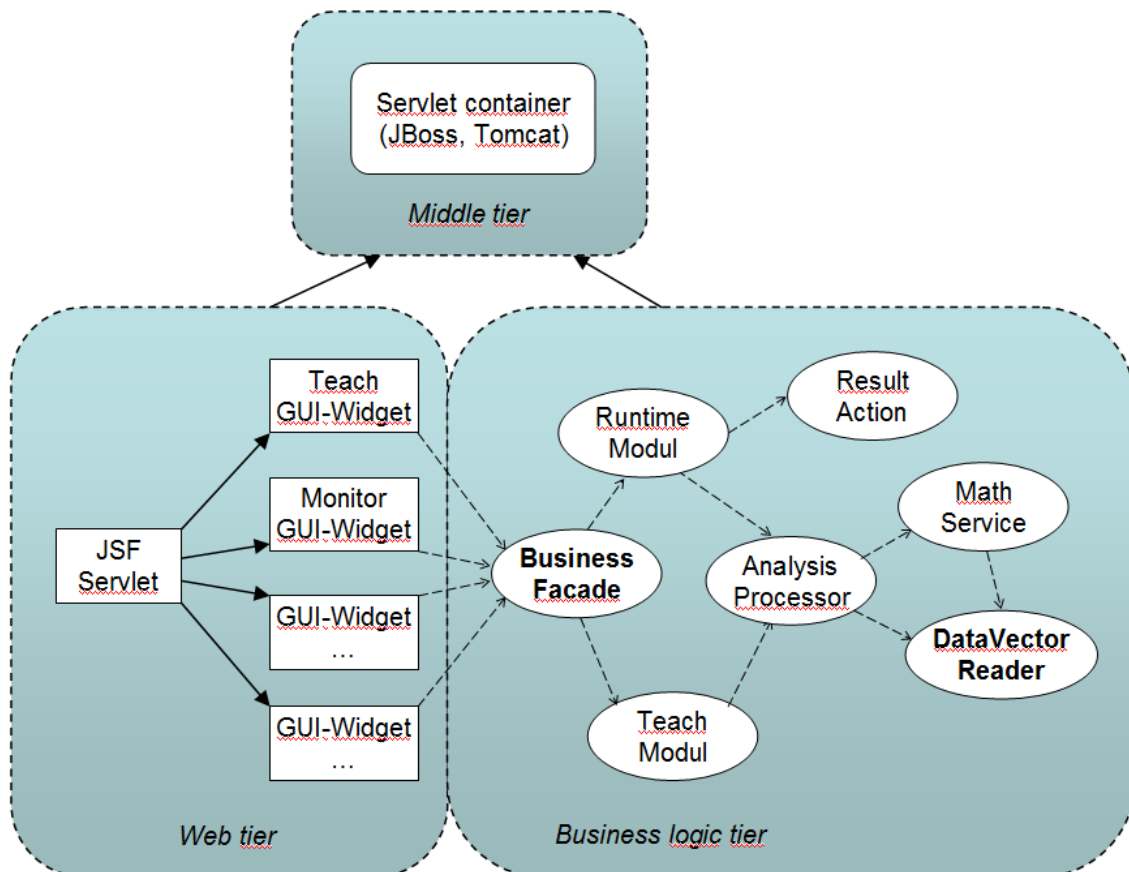 Servlet container
(JBoss, Tomcat)
Middle tier
Teach
GUI-Widget
Monitor
GUI-Widget
JSF
Servlet
GUI-Widget
...
GUI-Widget
...
Web tier
Result
Action
Runtime
Modul
Math
Service
Business
Facade
Analysis
Processor
DataVector
Reader
Teach
Modul
Business logic tier